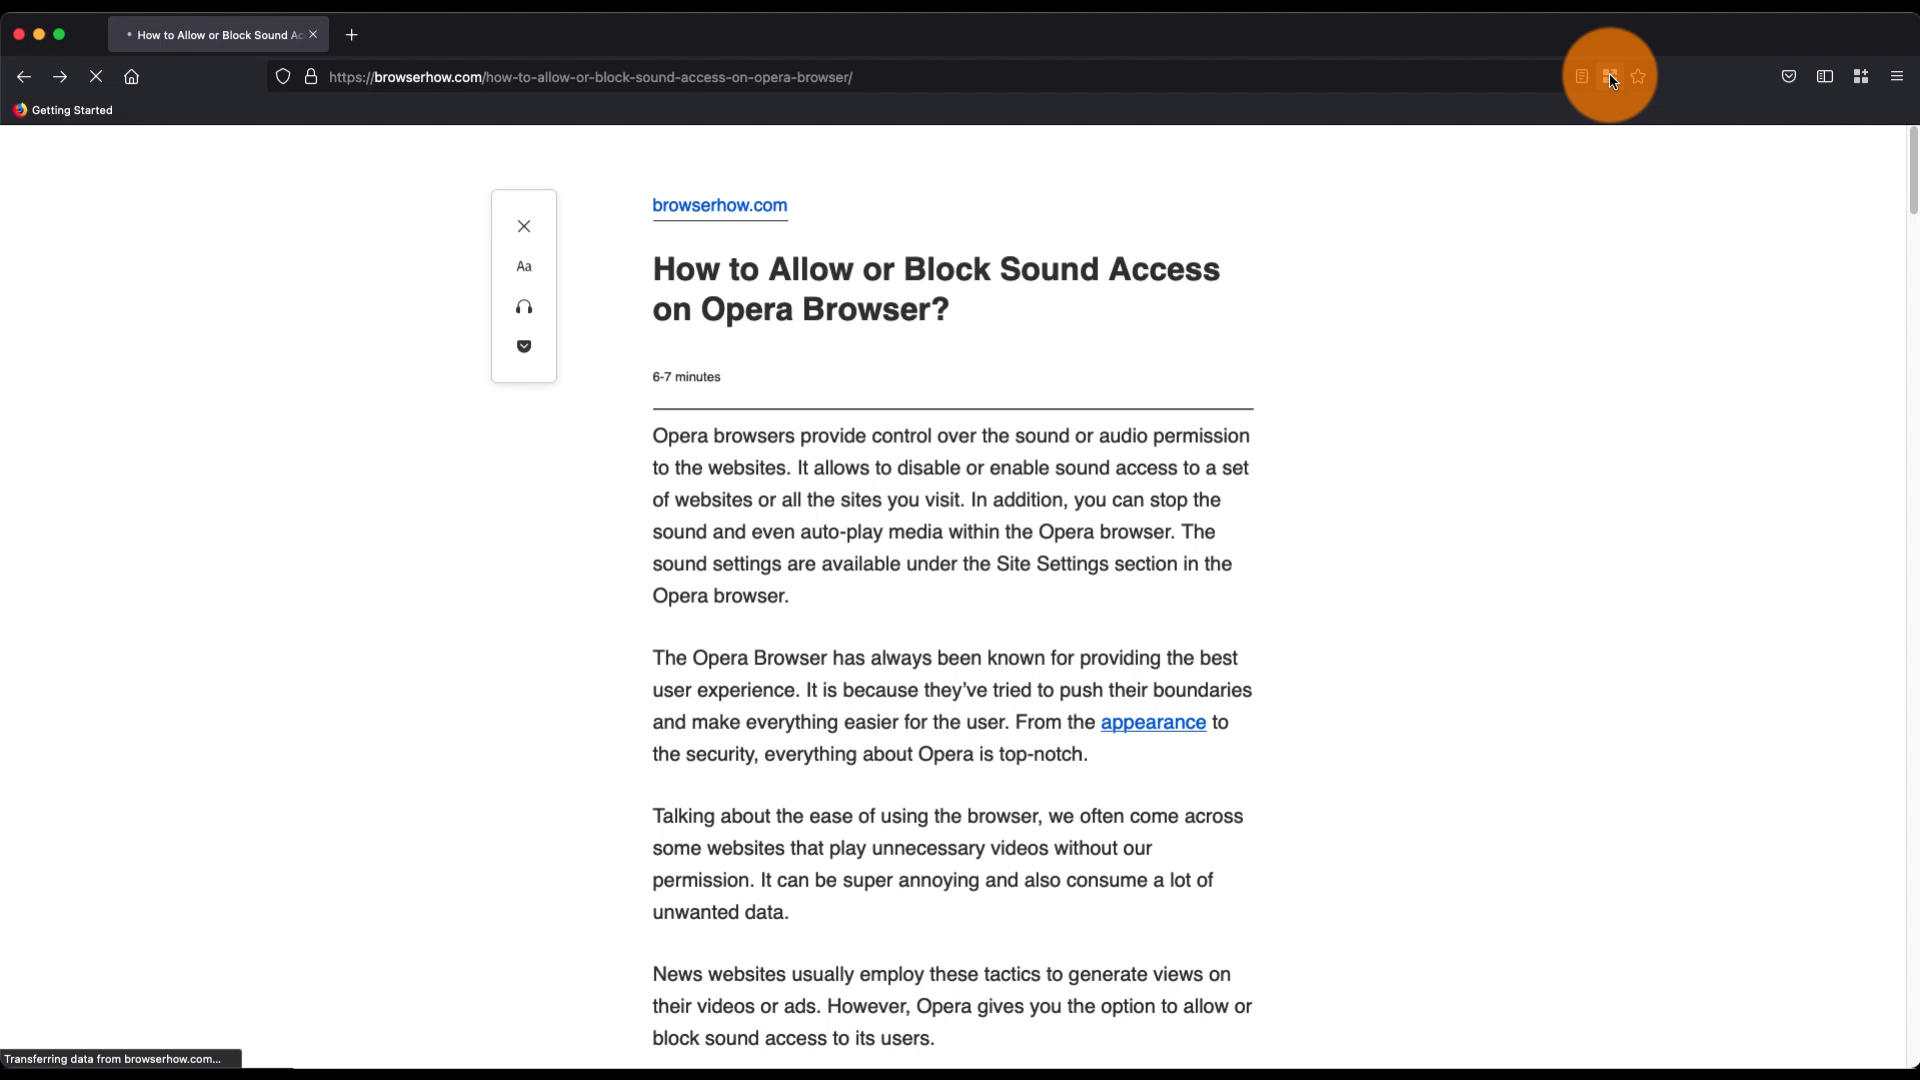 How to Allow or Block Sound Ac
https://browserhow.com/how-to-allow-or-block-sound-access-on-opera-browser/
Getting Started
browserhow.com
How to Allow or Block Sound Access
on Opera Browser?
6-7 minutes
Opera browsers provide control over the sound or audio permission
to the websites. It allows to disable or enable sound access to a set
of websites or all the sites you visit. In addition, you can stop the
sound and even auto-play media within the Opera browser. The
sound settings are available under the Site Settings section in the
Opera browser.
The Opera Browser has always been known for providing the best
user experience. It is because they’ve tried to push their boundaries
and make everything easier for the user. From the appearance to
the security, everything about Opera is top-notch.
Talking about the ease of using the browser, we often come across
some websites that play unnecessary videos without our
permission. It can be super annoying and also consume a lot of
unwanted data.
News websites usually employ these tactics to generate views on
their videos or ads. However, Opera gives you the option to allow or
block sound access to its users.
Aa
Transferring data from browserhow.com...